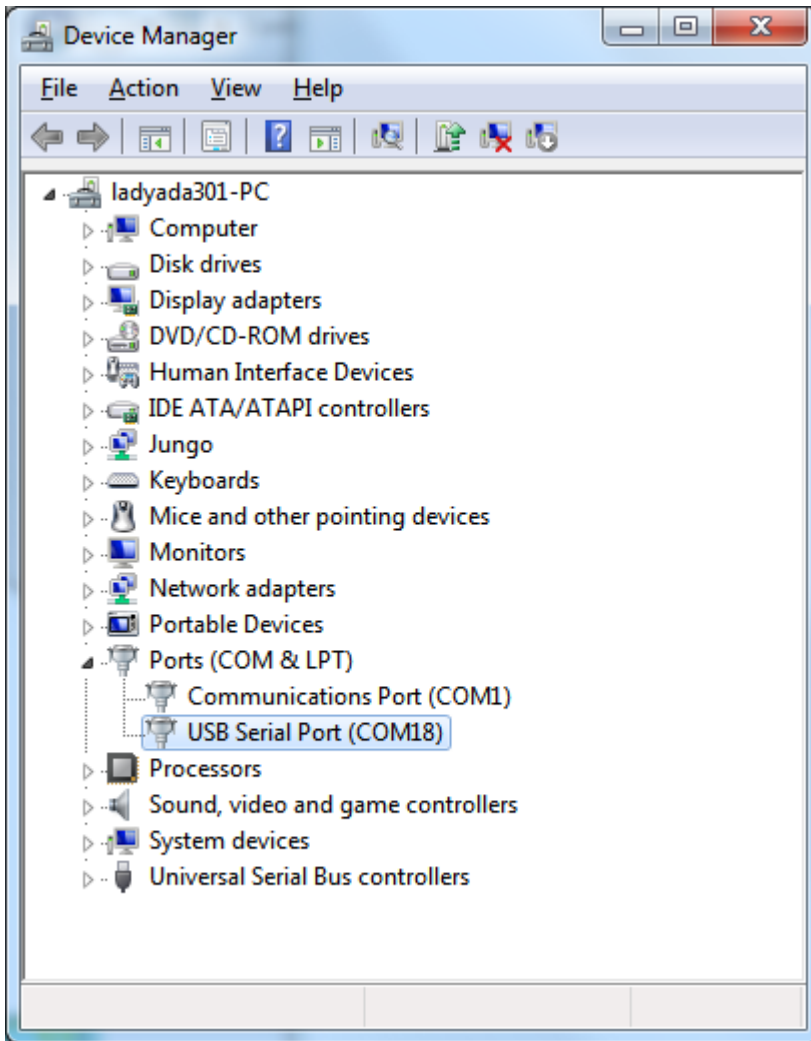 Device Manager
File Action View Help
ladyada301-PC
Computer
Disk drives
Display adapters
DVD/CD-ROM drives
Human Interface Devices
IDE ATA/ATAPI controllers
Jungo
Keyboards
Mice and other pointing devices
Monitors
Network adapters
Portable Devices
Ports (COM & LPT)
Communications Port (COM1)
USB Serial Port (COM18)
Processors
Sound, video and game controllers
System devices
Universal Serial Bus controllers